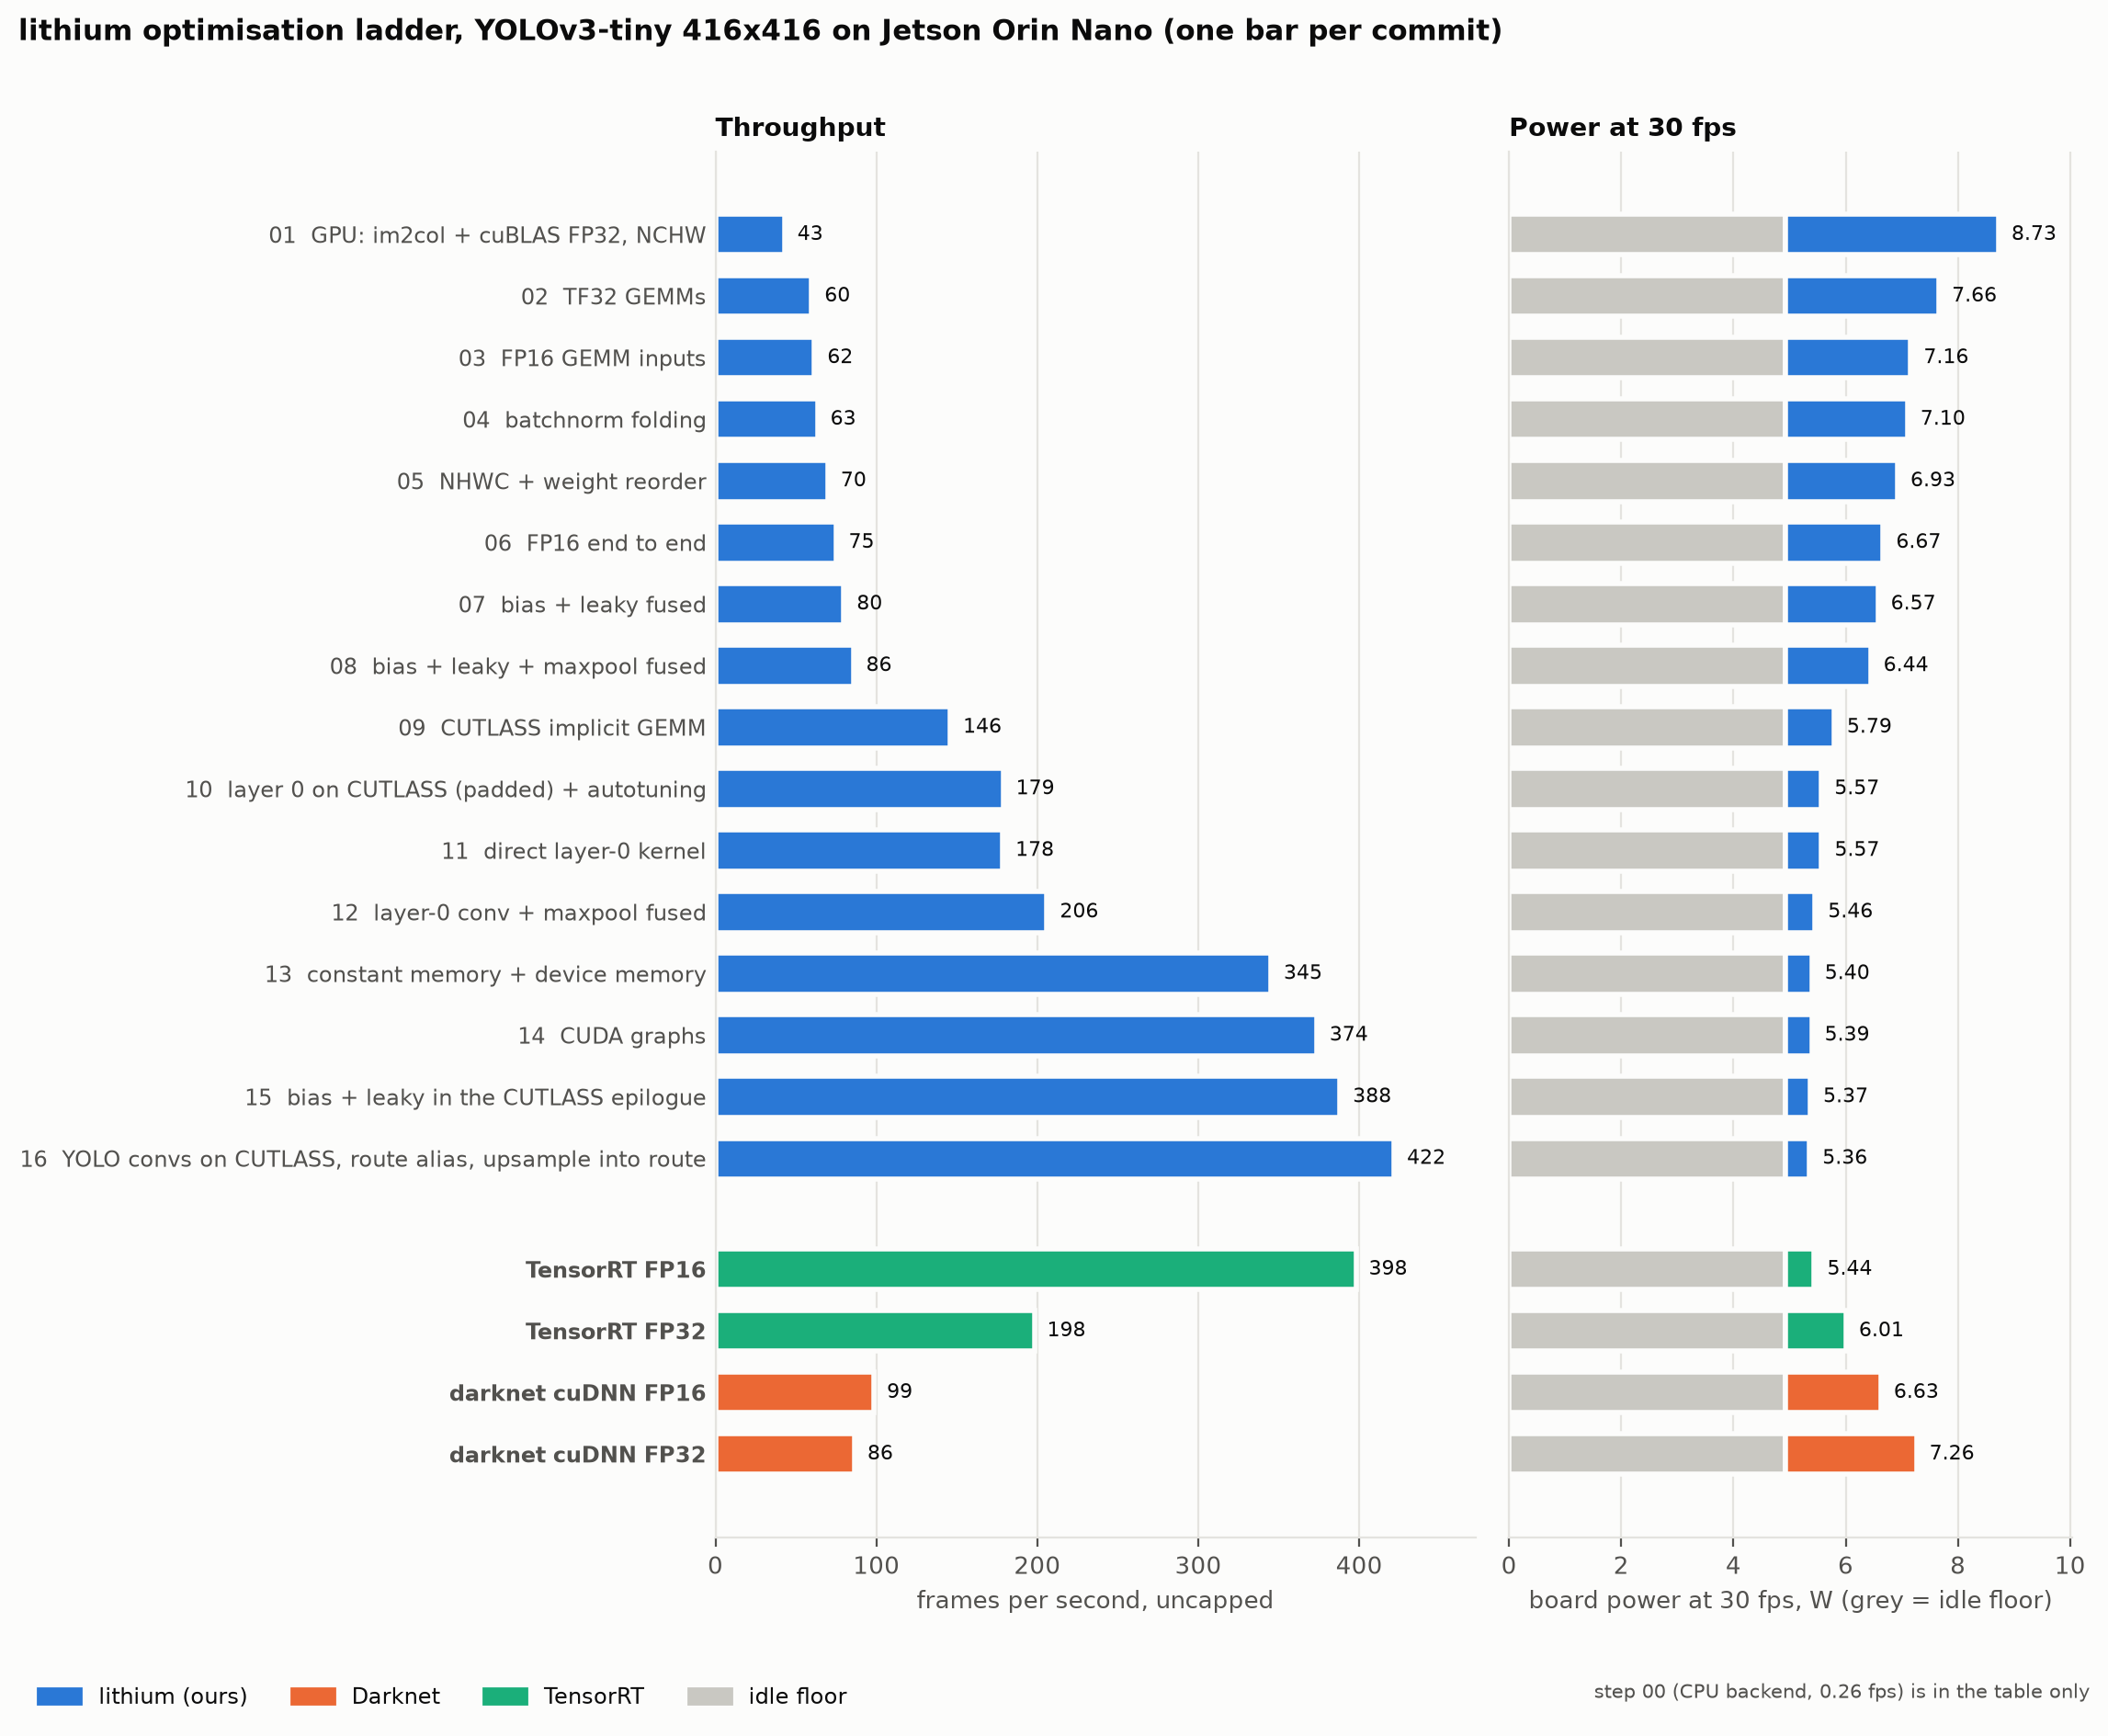 lithium optimisation ladder, YOLOv3-tiny 416x416 on Jetson Orin Nano (one bar per commit)
Throughput
Power at 30 fps
01 GPU: im2col + cuBLAS FP32, NCHW 43 8.73
02 TF32 GEMMs 60 7.66
03 FP16 GEMM inputs 62 7.16
04 batchnorm folding 63 7.10
05 NHWC + weight reorder 70 6.93
06 FP16 end to end 75 6.67
07 bias + leaky fused 80 6.57
08 bias + leaky + maxpool fused 86 6.44
09 CUTLASS implicit GEMM 146 5.79
10 layer 0 on CUTLASS (padded) + autotuning 179 5.57
11 direct layer-0 kernel 178 5.57
12 layer-0 conv + maxpool fused 206 5.46
13 constant memory + device memory 345 5.40
14 CUDA graphs 374 5.39
15 bias + leaky in the CUTLASS epilogue 388 5.37
16 YOLO convs on CUTLASS, route alias, upsample into route 422 5.36
TensorRT FP16 398 5.44
TensorRT FP32 198 6.01
darknet cuDNN FP16 99 6.63
darknet cuDNN FP32 86 7.26
0 100 200 300 400
0 2 4 6 8 10
frames per second, uncapped
board power at 30 fps, W (grey = idle floor)
lithium (ours) Darknet TensorRT idle floor
step 00 (CPU backend, 0.26 fps) is in the table only